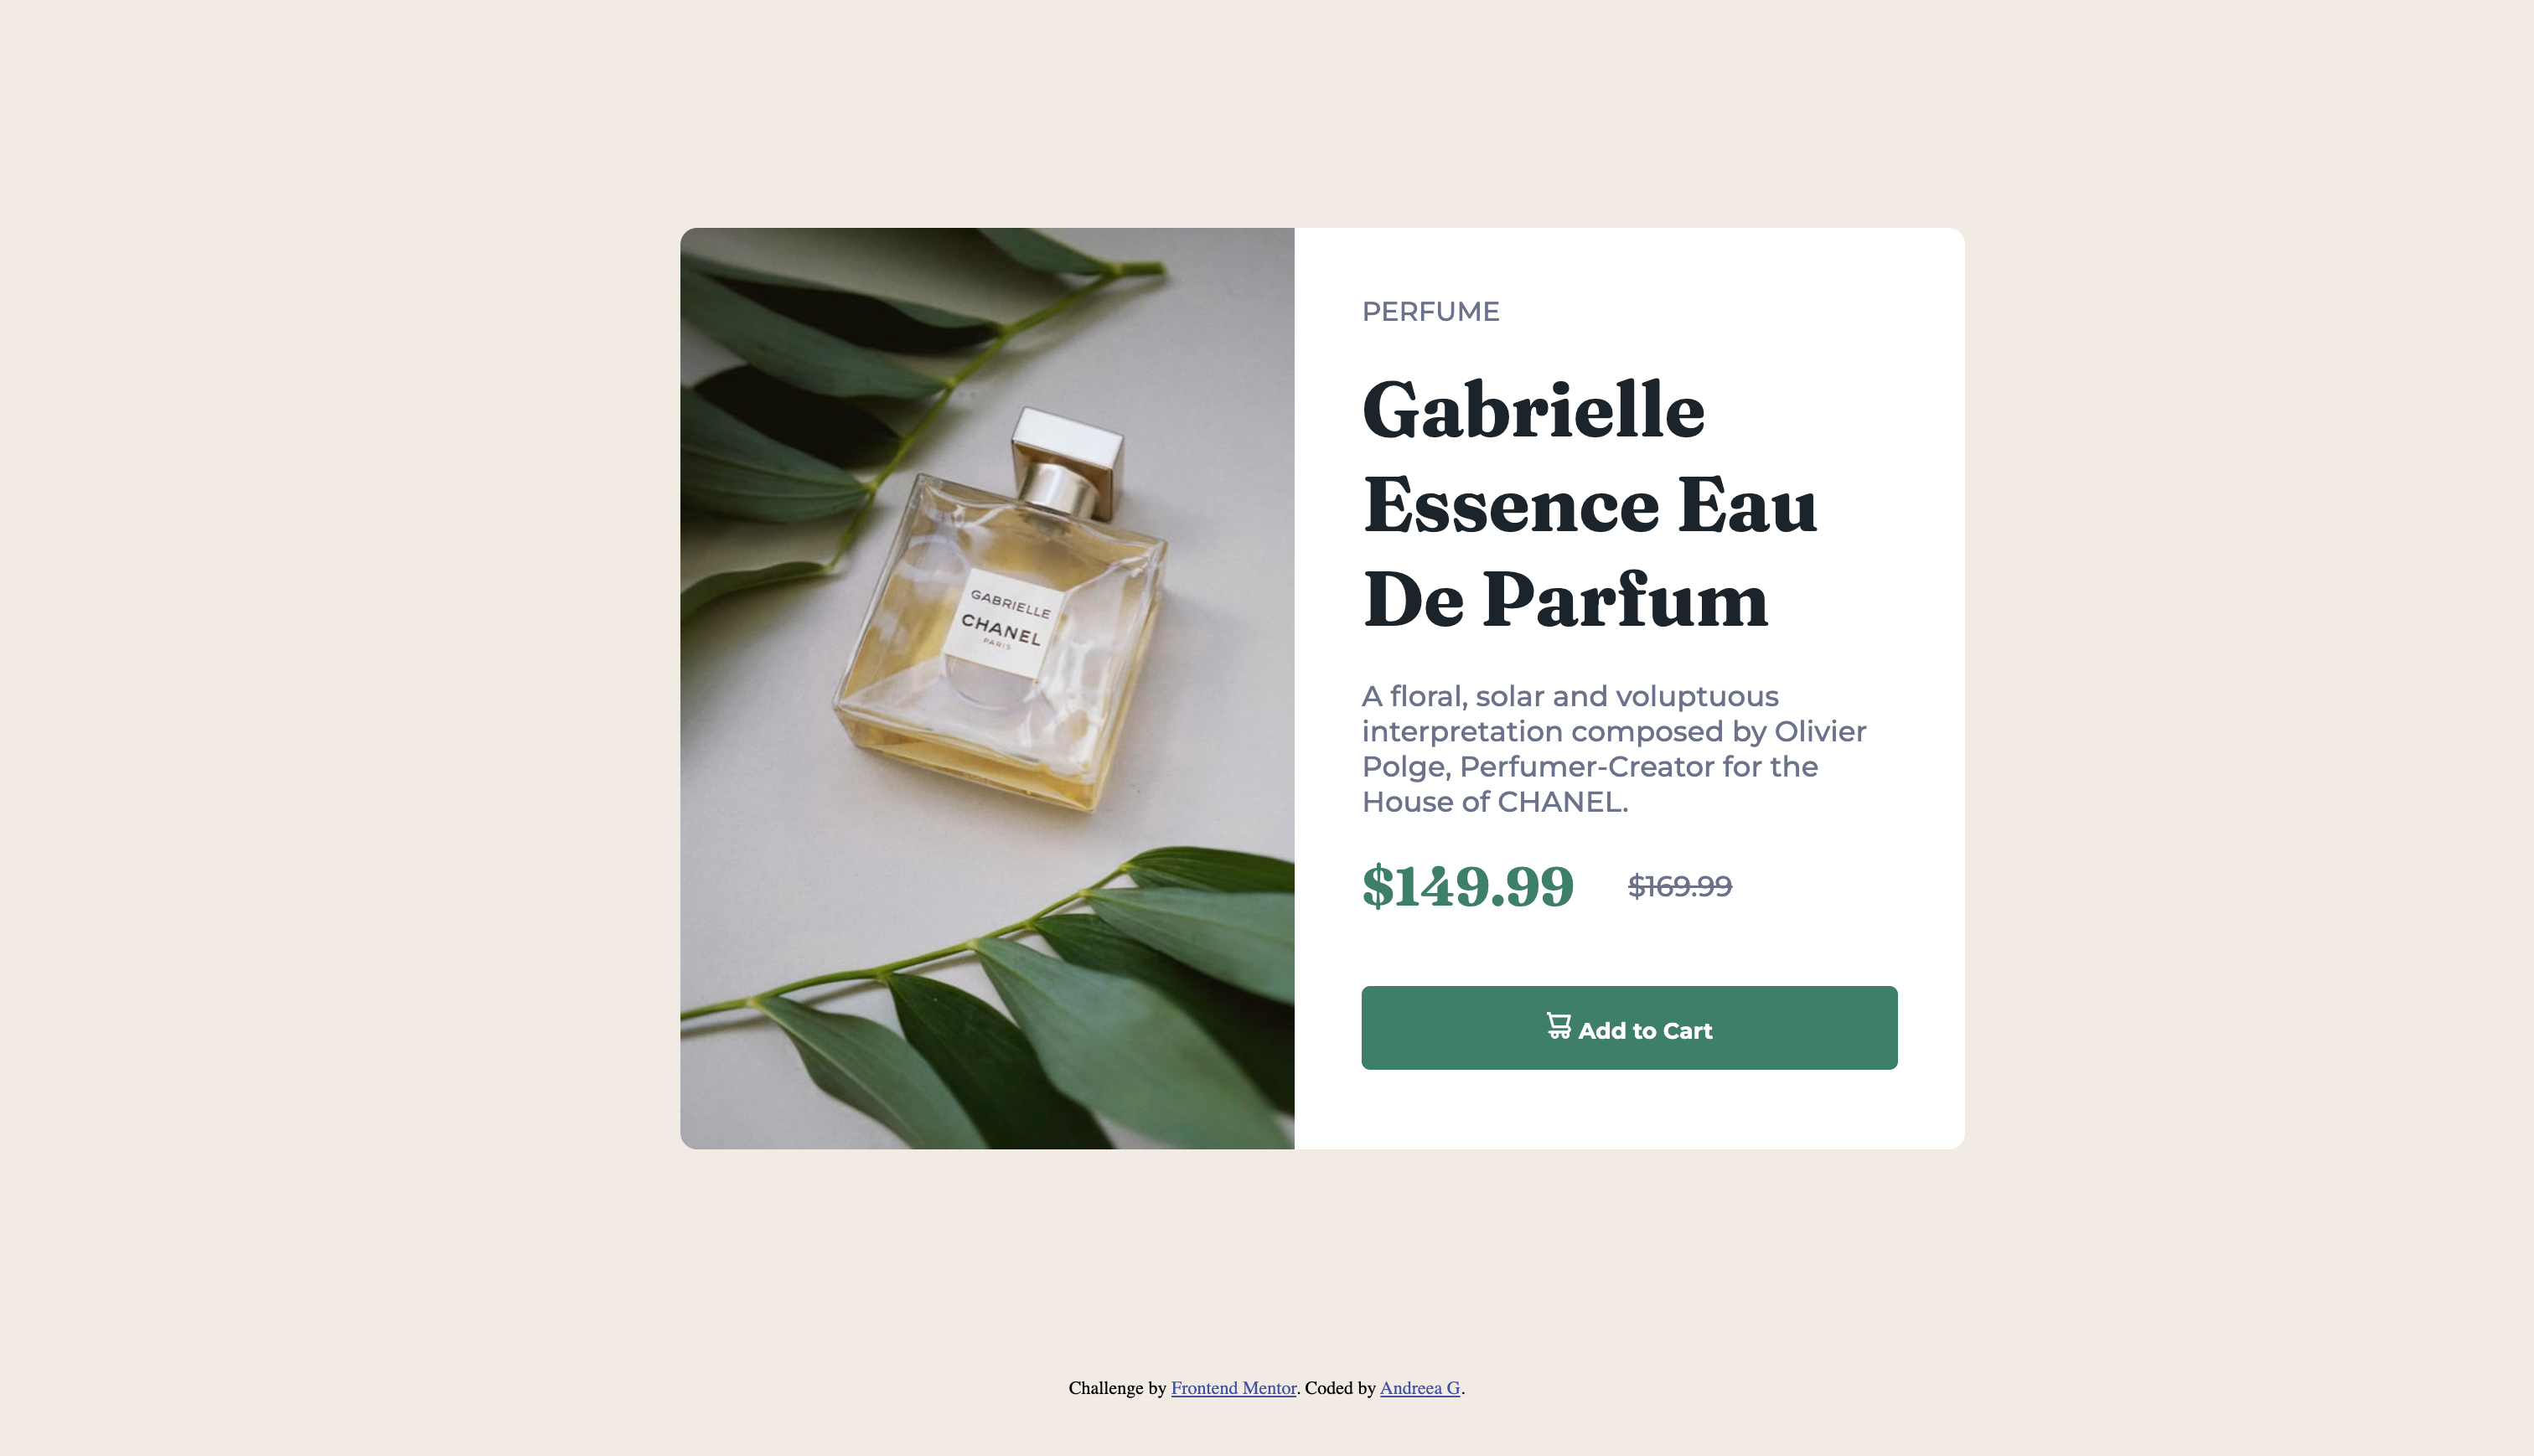 GABRIELLE
CHANEL
PARIS
PERFUME
Gabrielle
Essence Eau
De Parfum
A floral, solar and voluptuous
interpretation composed by Olivier
Polge, Perfumer-Creator for the
House of CHANEL.
$149.99 $169.99
Add to Cart
Challenge by Frontend Mentor. Coded by Andreea G.